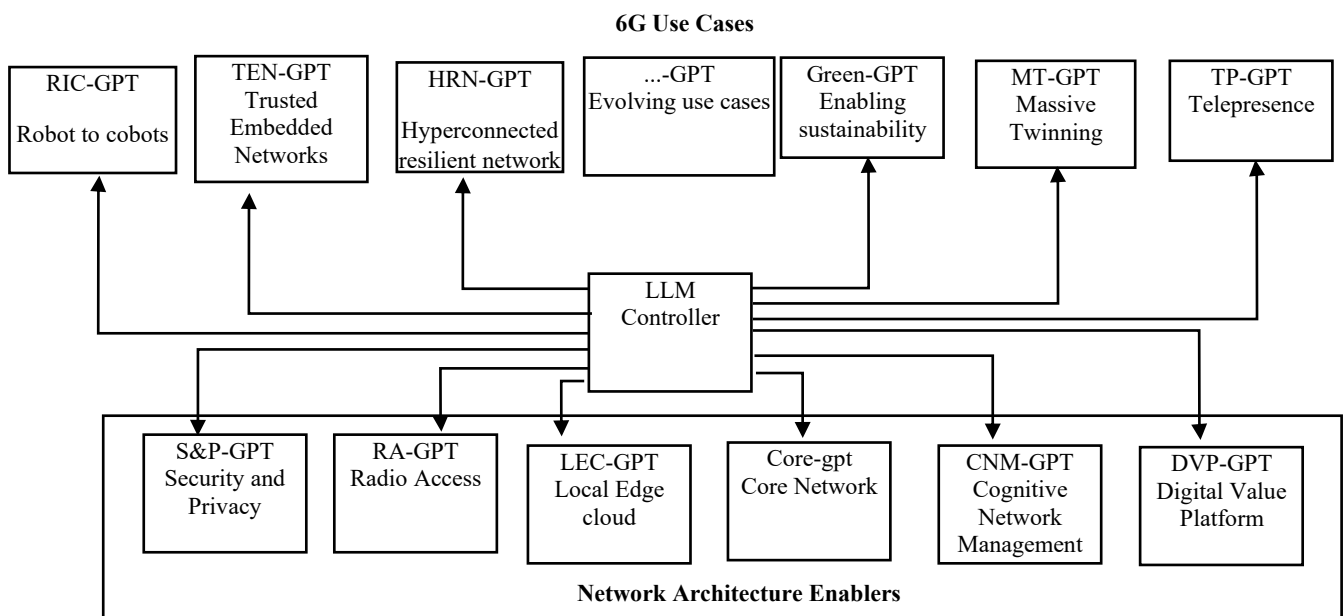 6G Use Cases
RIC-GPT
Robot to cobots
TEN-GPT
Trusted
Embedded
Networks
HRN-GPT
Hyperconnected
resilient network
...-GPT
Evolving use cases
Green-GPT
Enabling
sustainability
MT-GPT
Massive
Twinning
TP-GPT
Telepresence
LLM
Controller
S&P-GPT
Security and
Privacy
RA-GPT
Radio Access
LEC-GPT
Local Edge
cloud
Core-gpt
Core Network
CNM-GPT
Cognitive
Network
Management
DVP-GPT
Digital Value
Platform
Network Architecture Enablers